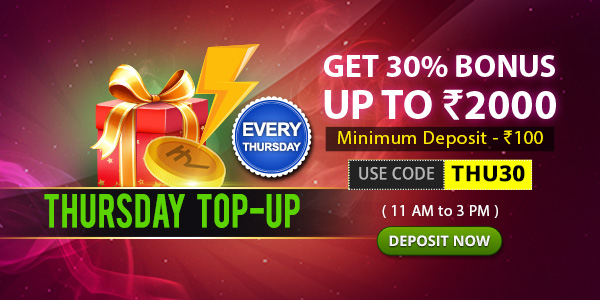 EVERY
THURSDAY
THURSDAY TOP-UP
GET 30% BONUS
UP TO ₹2000
Minimum Deposit - ₹100
USE CODE THU30
( 11 AM to 3 PM )
DEPOSIT NOW